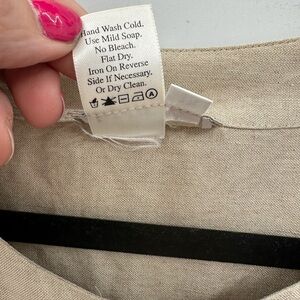 Hand Wash Cold.
Use Mild Soap.
No Bleach.
Flat Dry.
Iron On Reverse
Side If Necessary.
Or Dry Clean.
A